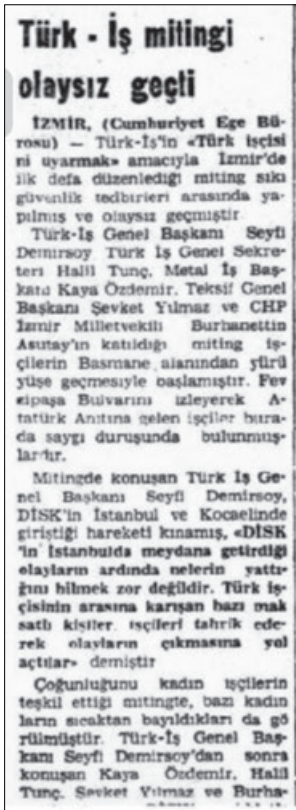 Türk - İş mitingi
olaysız geçti
İZMİR, (Cumhuriyet Ege Bü-
rosu) — Türk-İş'in «Türk işçisi
ni uyarmak» amacıyla İzmir'de
ilk defa düzenlediği miting sıkı
güvenlik tedbirleri arasında ya-
pılmış ve olaysız geçmiştir.
Türk-İş Genel Başkanı Seyfi
Demirsoy Türk İş Genel Sekre-
teri Halil Tunç, Metal İş Baş-
kanı Kaya Özdemir, Teksif Genel
Başkanı Şevket Yılmaz ve CHP
İzmir Milletvekili Burhanettin
Asutay'ın katıldığı miting iş-
çilerin Basmane alanından yürü
yüşe geçmesiyle başlamıştır. Fev
zipaşa Bulvarını izleyerek A-
tatürk Anıtına gelen işçiler bura-
da saygı duruşunda bulunmuş-
lardır.
Mitingde konuşan Türk İş Ge-
nel Başkanı Seyfi Demirsoy,
DİSK'in İstanbul ve Kocaelinde
giriştiği hareketi kınamış, «DİSK
'in İstanbulda meydana getirdiği
olayların ardında nelerin yattı-
ğını bilmek zor değildir. Türk iş-
çisinin arasına karışan bazı mak
satlı kişiler, işçileri tahrik ede-
rek olayların çıkmasına yol
açtılar» demiştir
Çoğunluğunu kadın işçilerin
teşkil ettiği mitingte, bazı kadın
ların sıcaktan bayıldıkları da gö
rülmüştür. Türk-İş Genel Baş-
kanı Seyfi Demirsoy'dan sonra
konuşan Kaya Özdemir, Halil
Tunç, Şevket Yılmaz ve Burha-